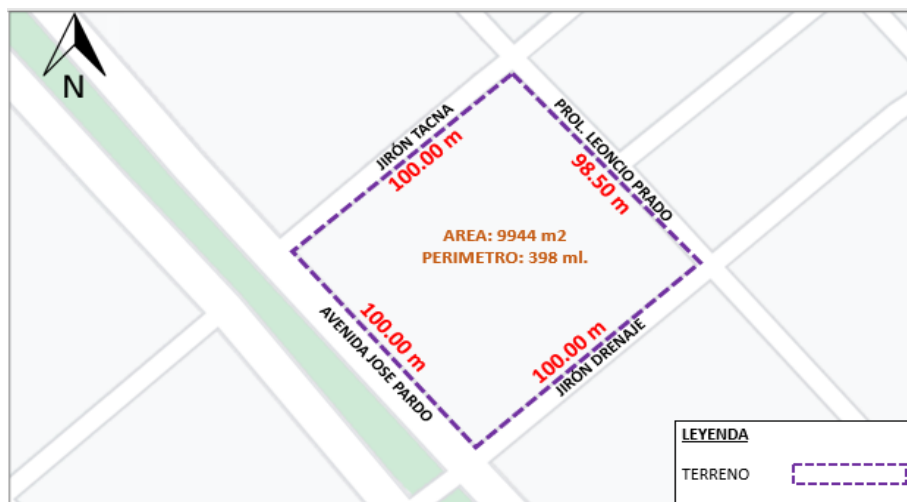 N
JIRÓN TACNA
100.00 m
PROL. LEONCIO PRADO
98.50 m
AREA: 9944 m2
PERIMETRO: 398 ml.
AVENIDA JOSE PARDO
100.00 m
100.00 m
JIRÓN DRENAJE
LEYENDA
TERRENO